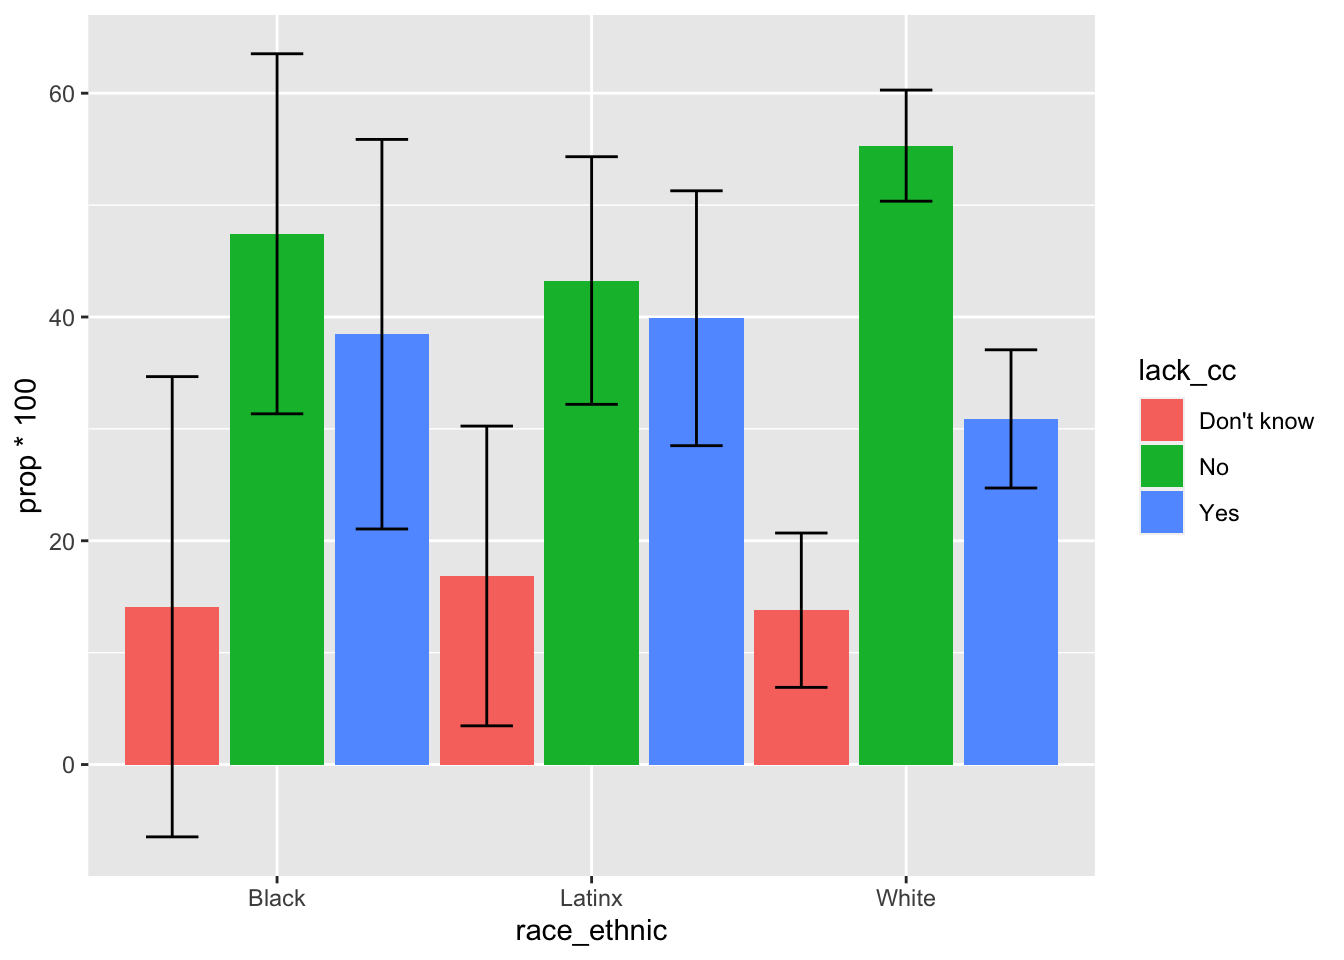 60
40
20
0
prop * 100
Black
Latinx
White
race_ethnic
lack_cc
Don't know
No
Yes